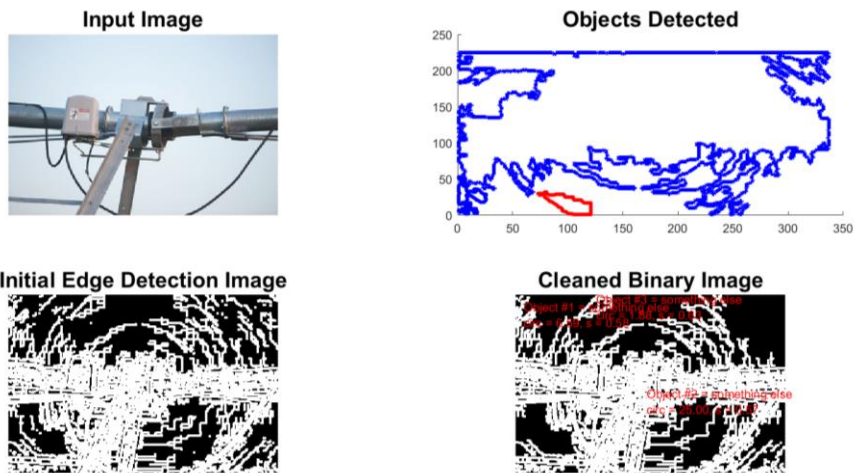 Input Image
Objects Detected
250
200
150
100
50
0
0 50 100 150 200 250 300 350
Initial Edge Detection Image
Cleaned Binary Image
Object #3 = something else
Object #1 = something else
Object #2 = something else